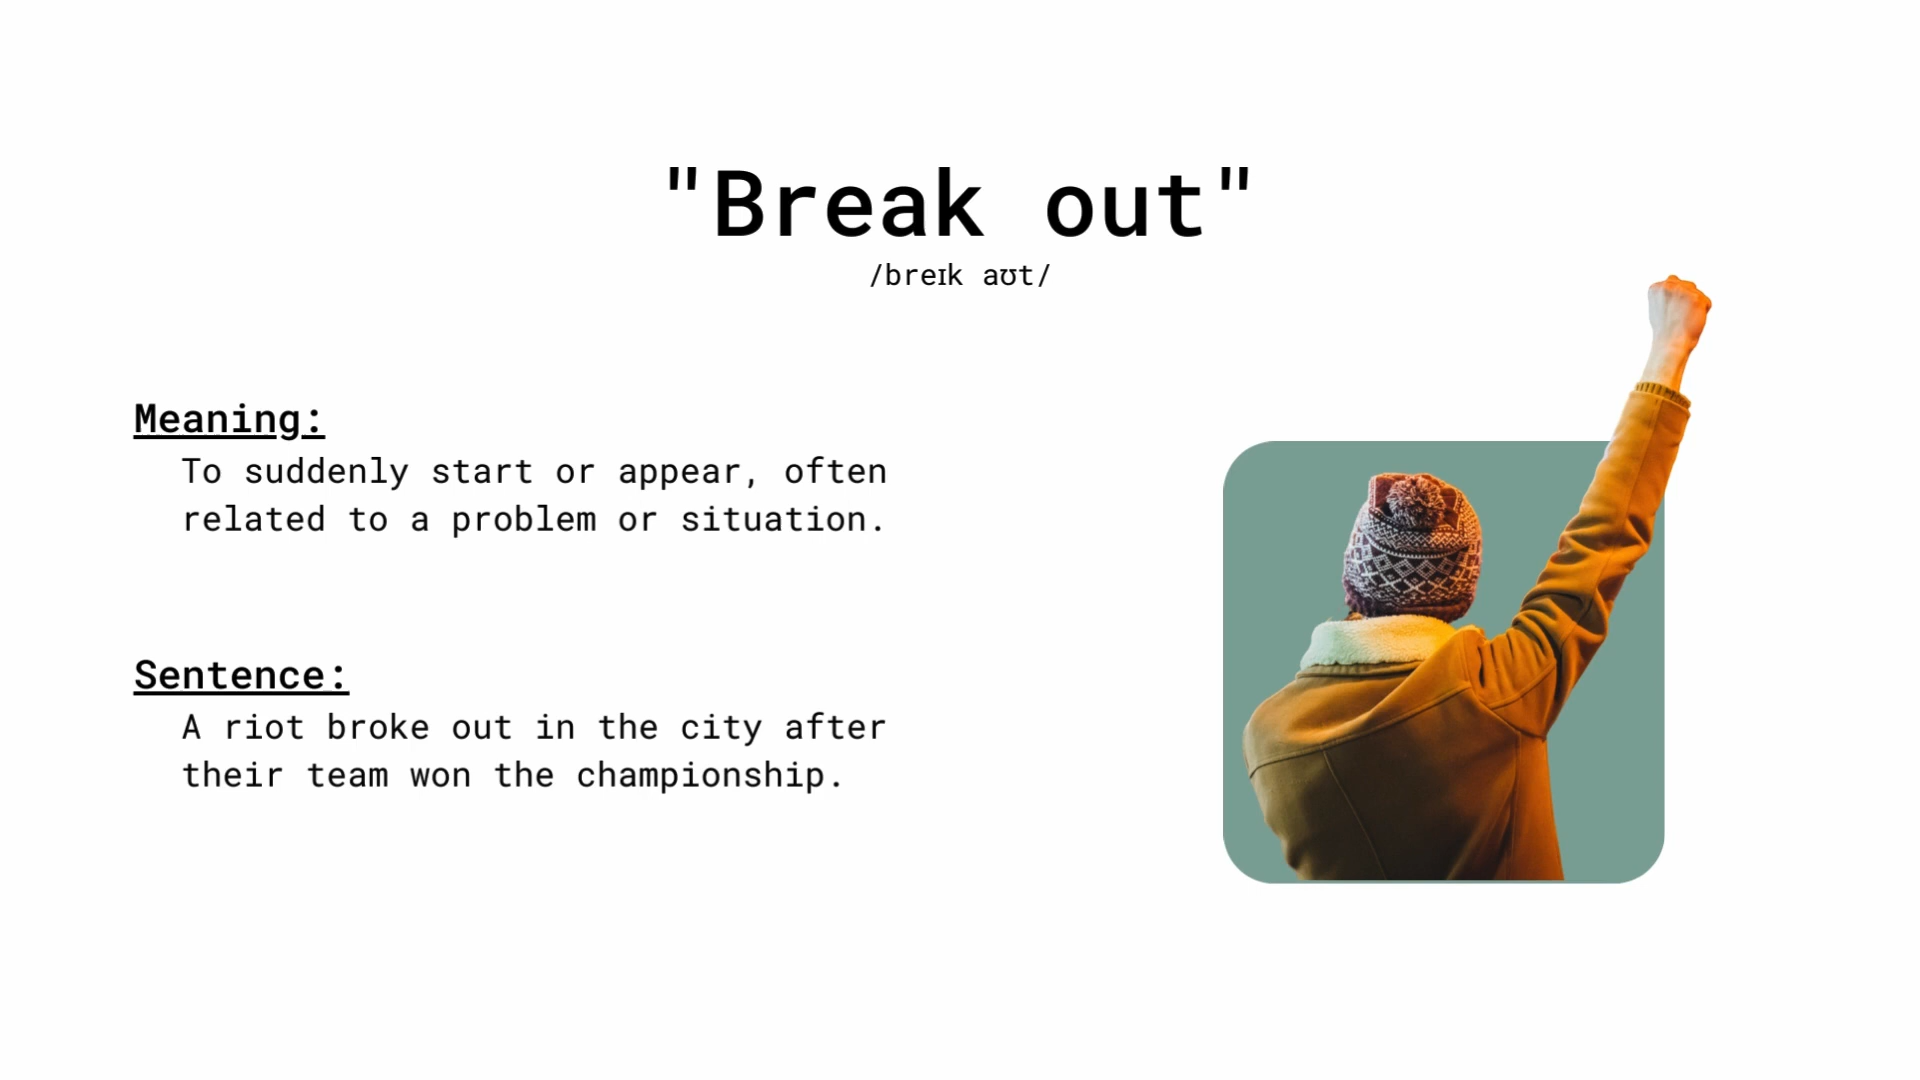 "Break out"
/breɪk aʊt/
Meaning:
To suddenly start or appear, often
related to a problem or situation.
Sentence:
A riot broke out in the city after
their team won the championship.